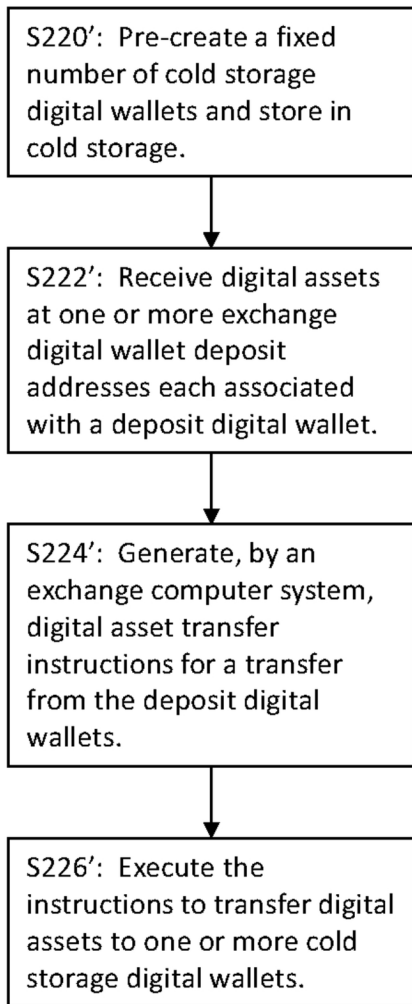 S220’:  Pre-create a fixed
number of cold storage
digital wallets and store in
cold storage.
S222’:  Receive digital assets
at one or more exchange
digital wallet deposit
addresses each associated
with a deposit digital wallet.
S224’:  Generate, by an
exchange computer system,
digital asset transfer
instructions for a transfer
from the deposit digital
wallets.
S226’:  Execute the
instructions to transfer digital
assets to one or more cold
storage digital wallets.